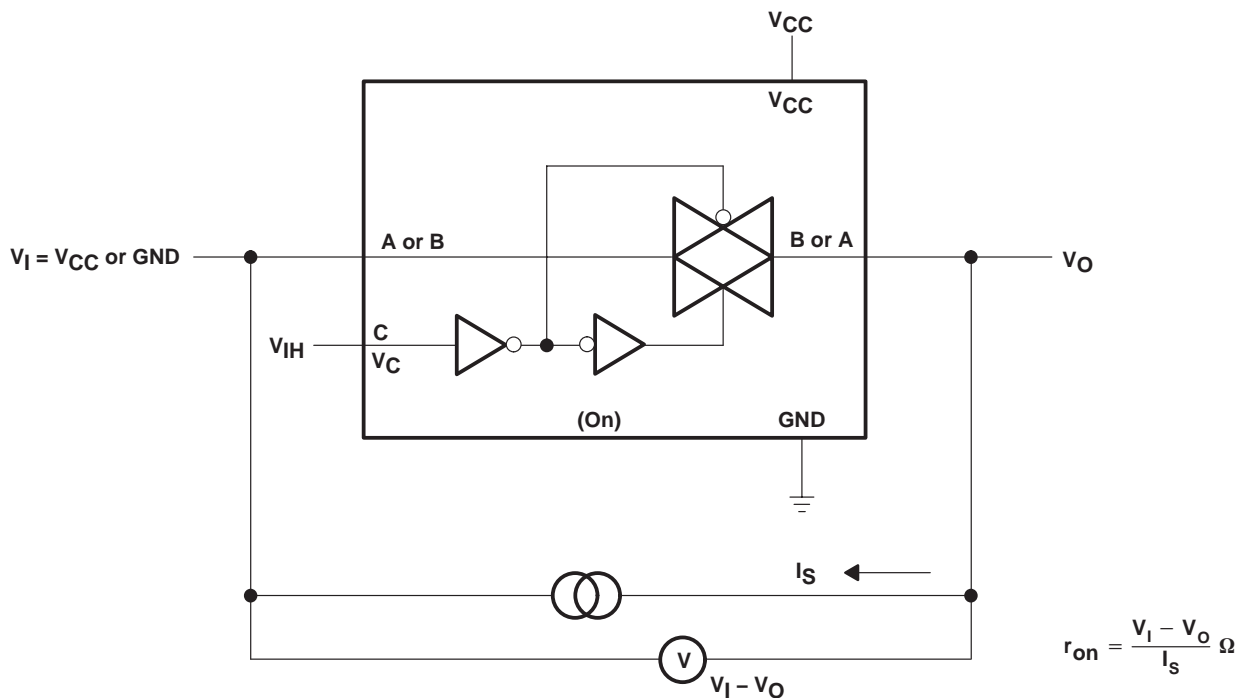 VCC
VCC
A or B
B or A
VI = VCC or GND
VO
C
VIH
VC
(On)
GND
IS
V
VI – VO
ron = VI – VO / IS Ω